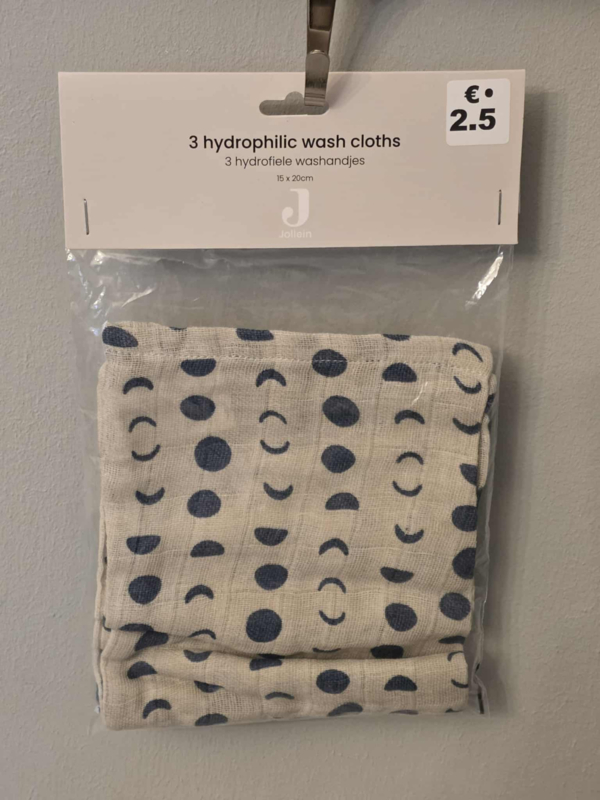 € •
2.5
3 hydrophilic wash cloths
3 hydrofiele washandjes
15 x 20cm
J
Jollein